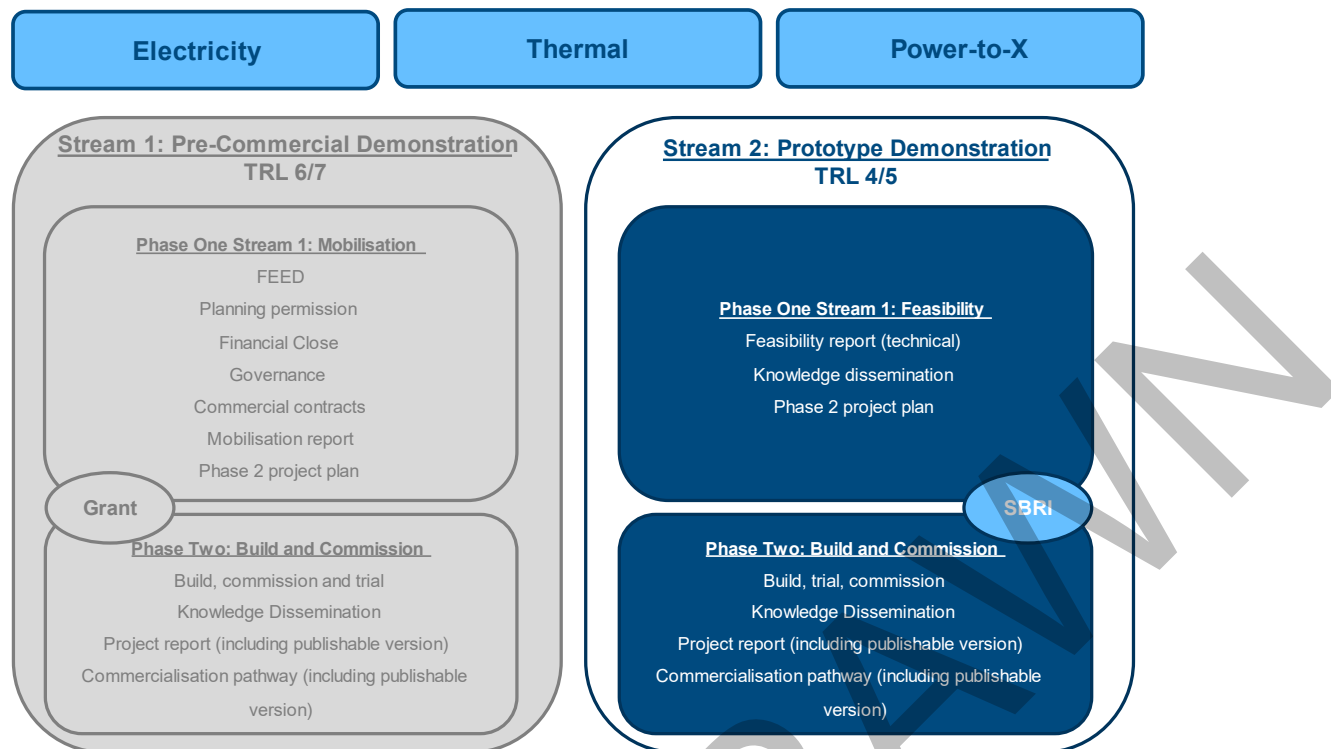 Electricity
Thermal
Power-to-X
Stream 1: Pre-Commercial Demonstration
TRL 6/7
Phase One Stream 1: Mobilisation
FEED
Planning permission
Financial Close
Governance
Commercial contracts
Mobilisation report
Phase 2 project plan
Grant
Phase Two: Build and Commission
Build, commission and trial
Knowledge Dissemination
Project report (including publishable version)
Commercialisation pathway (including publishable
version)
Stream 2: Prototype Demonstration
TRL 4/5
Phase One Stream 1: Feasibility
Feasibility report (technical)
Knowledge dissemination
Phase 2 project plan
SBRI
Phase Two: Build and Commission
Build, trial, commission
Knowledge Dissemination
Project report (including publishable version)
Commercialisation pathway (including publishable
version)